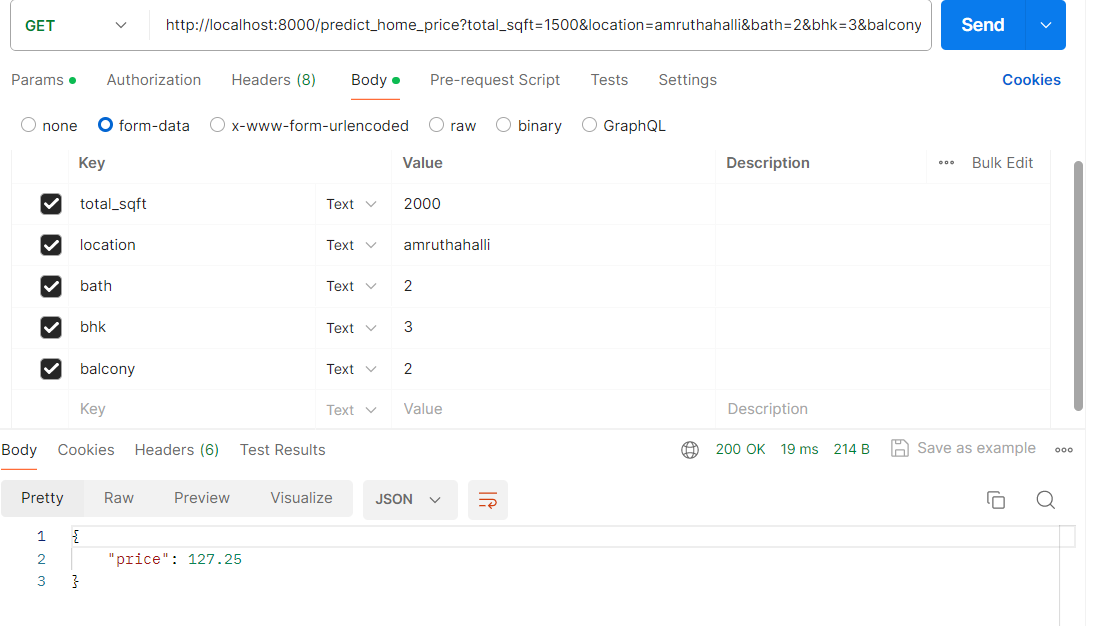 GET http://localhost:8000/predict_home_price?total_sqft=1500&location=amruthahalli&bath=2&bhk=3&balcony Send
Params Authorization Headers (8) Body Pre-request Script Tests Settings Cookies
none form-data x-www-form-urlencoded raw binary GraphQL
Key Value Description Bulk Edit
total_sqft Text 2000
location Text amruthahalli
bath Text 2
bhk Text 3
balcony Text 2
Key Text Value Description
Body Cookies Headers (6) Test Results 200 OK 19 ms 214 B Save as example
Pretty Raw Preview Visualize JSON
1 {
2 "price": 127.25
3 }